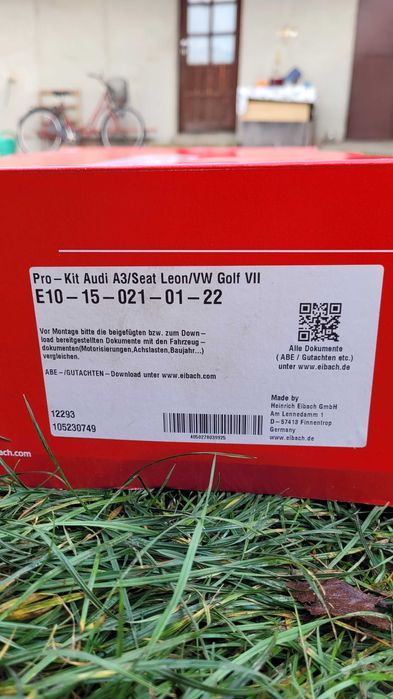 Pro-Kit Audi A3/Seat Leon/VW Golf VII
E10-15-021-01-22
Vor Montage bitte die beigefügten bzw. zum Down-
load bereitgestellten Dokumente mit den Fahrzeug-
dokumenten(Motorisierungen,Achslasten,Baujahr...)
vergleichen.
ABE-/GUTACHTEN-Download unter www.eibach.com
Alle Dokumente
( ABE / Gutachten etc.)
unter www.eibach.de
12293
105230749
4050278039925
Made by
Heinrich Eibach GmbH
Am Lennedamm 1
D-57413 Finnentrop
Germany
www.eibach.de
bach.com